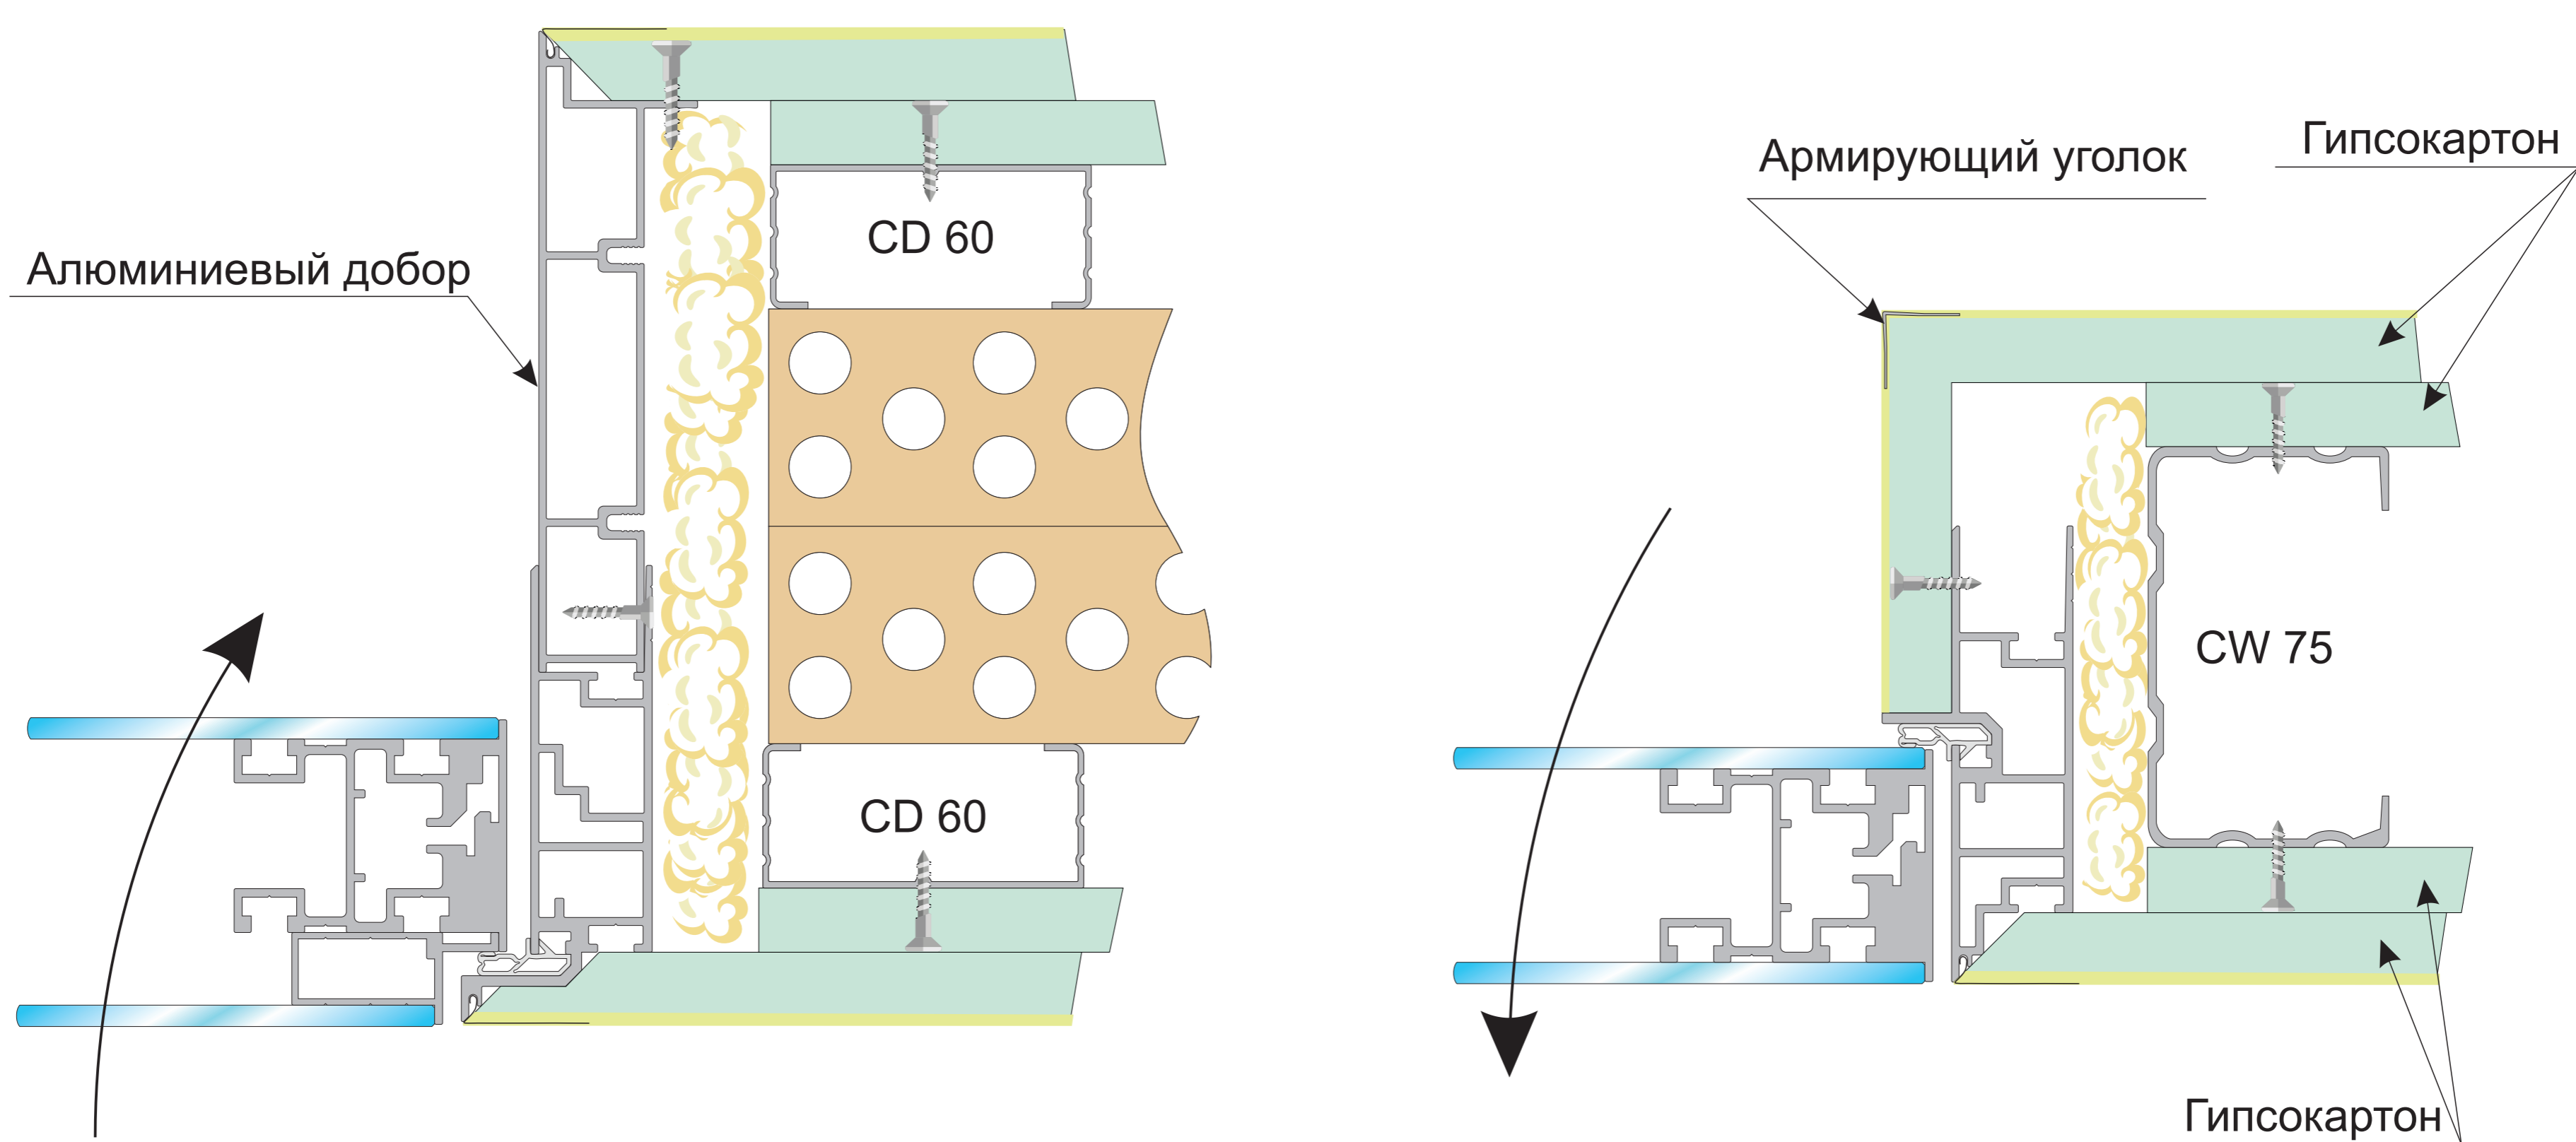 Алюминиевый добор
CD 60
CD 60
Армирующий уголок
Гипсокартон
CW 75
Гипсокартон